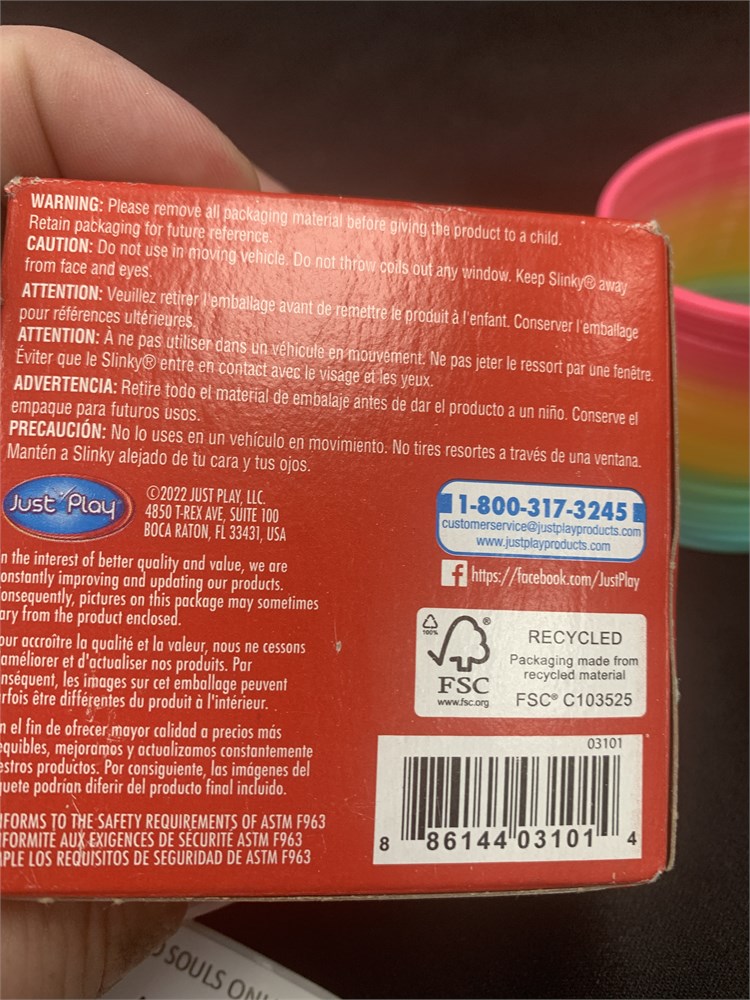 WARNING: Please remove all packaging material before giving the product to a child.
Retain packaging for future reference.
CAUTION: Do not use in moving vehicle. Do not throw coils out any window. Keep Slinky® away
from face and eyes.
ATTENTION: Veuillez retirer l'emballage avant de remettre le produit à l'enfant. Conserver l'emballage
pour références ultérieures.
ATTENTION: À ne pas utiliser dans un véhicule en mouvement. Ne pas jeter le ressort par une fenêtre.
Éviter que le Slinky® entre en contact avec le visage et les yeux.
ADVERTENCIA: Retire todo el material de embalaje antes de dar el producto a un niño. Conserve el
empaque para futuros usos.
PRECAUCIÓN: No lo uses en un vehículo en movimiento. No tires resortes a través de una ventana.
Mantén a Slinky alejado de tu cara y tus ojos.
Just Play
©2022 JUST PLAY, LLC.
4850 T-REX AVE, SUITE 100
BOCA RATON, FL 33431, USA
n the interest of better quality and value, we are
onstantly improving and updating our products.
onsequently, pictures on this package may sometimes
ary from the product enclosed.
our accroître la qualité et la valeur, nous ne cessons
'améliorer et d'actualiser nos produits. Par
nséquent, les images sur cet emballage peuvent
rfois être différentes du produit à l'intérieur.
n el fin de ofrecer mayor calidad a precios más
equibles, mejoramos y actualizamos constantemente
estros productos. Por consiguiente, las imágenes del
uete podrían diferir del producto final incluido.
FORMS TO THE SAFETY REQUIREMENTS OF ASTM F963
FORMITÉ AUX EXIGENCES DE SÉCURITÉ ASTM F963
PLE LOS REQUISITOS DE SEGURIDAD DE ASTM F963
1-800-317-3245
customerservice@justplayproducts.com
www.justplayproducts.com
f https://facebook.com/JustPlay
100%
®
FSC
www.fsc.org
RECYCLED
Packaging made from
recycled material
FSC® C103525
03101
8 86144 03101 4
SOULS ONL